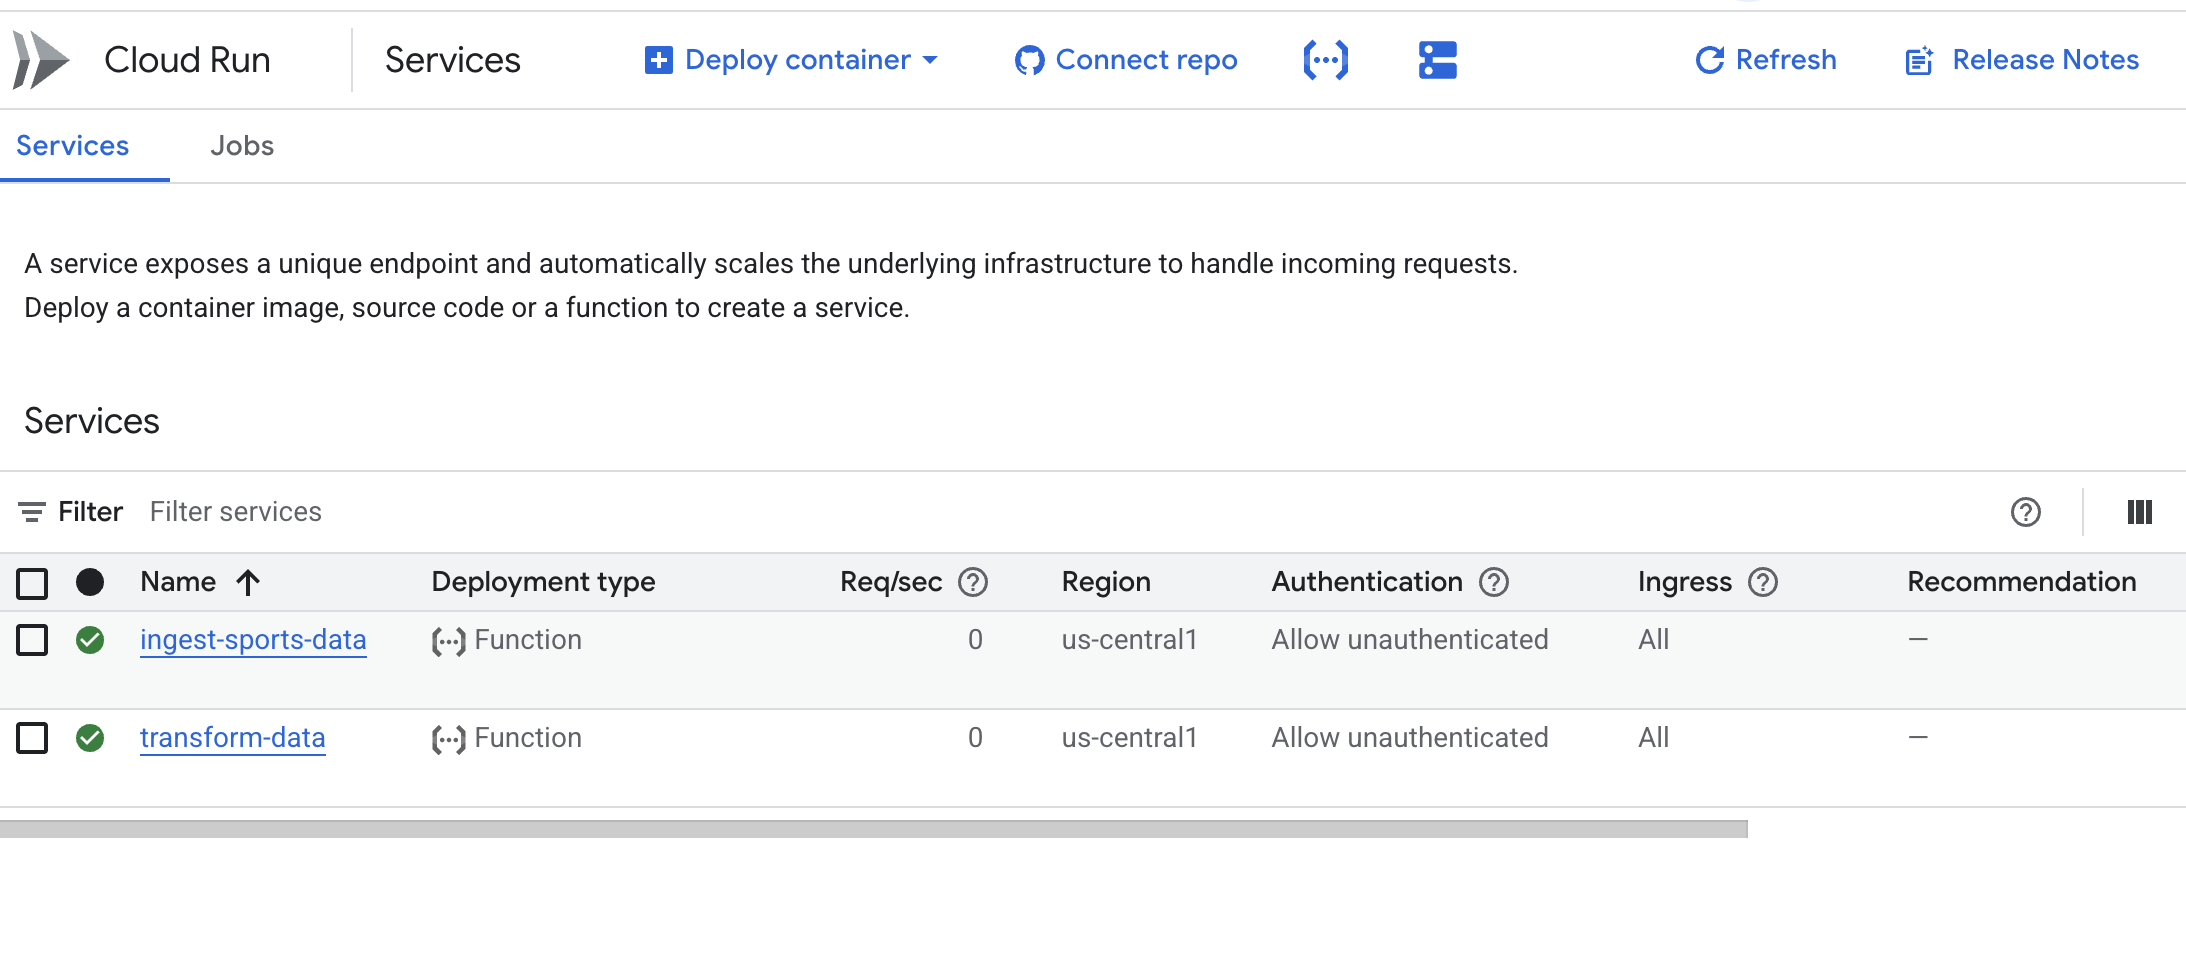 Cloud Run
Services
Deploy container
Connect repo
Refresh
Release Notes
Services
Jobs
A service exposes a unique endpoint and automatically scales the underlying infrastructure to handle incoming requests.
Deploy a container image, source code or a function to create a service.
Services
Filter
Filter services
Name Deployment type Req/sec Region Authentication Ingress Recommendation
ingest-sports-data Function 0 us-central1 Allow unauthenticated All —
transform-data Function 0 us-central1 Allow unauthenticated All —